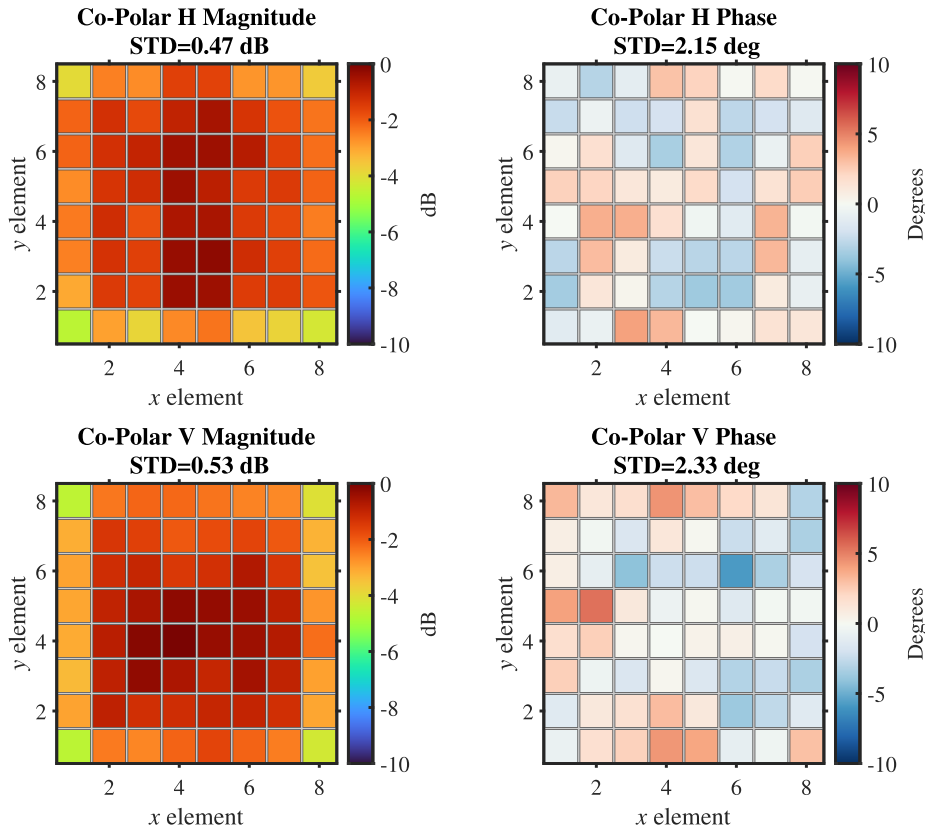 Co-Polar H Magnitude
STD=0.47 dB
8
6
4
2
y element
2 4 6 8
x element
0
-2
-4
-6
-8
-10
dB
Co-Polar H Phase
STD=2.15 deg
8
6
4
2
y element
2 4 6 8
x element
10
5
0
-5
-10
Degrees
Co-Polar V Magnitude
STD=0.53 dB
8
6
4
2
y element
2 4 6 8
x element
0
-2
-4
-6
-8
-10
dB
Co-Polar V Phase
STD=2.33 deg
8
6
4
2
y element
2 4 6 8
x element
10
5
0
-5
-10
Degrees